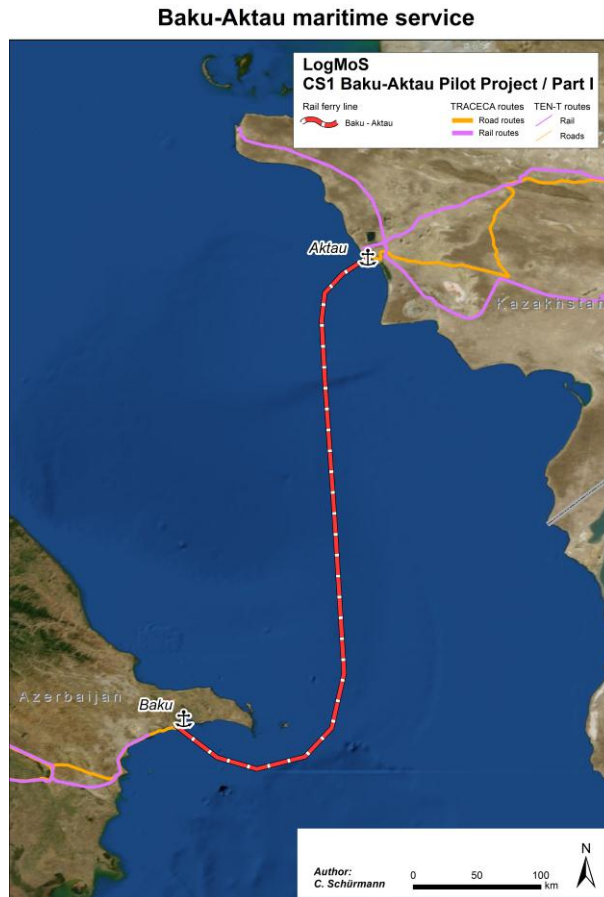 Baku-Aktau maritime service
LogMoS
CS1 Baku-Aktau Pilot Project / Part I
Rail ferry line
Baku - Aktau
TRACECA routes
Road routes
Rail routes
TEN-T routes
Rail
Roads
Aktau
Kazakhstan
Azerbaijan
Baku
Author:
C. Schürmann
0 50 100
km
N